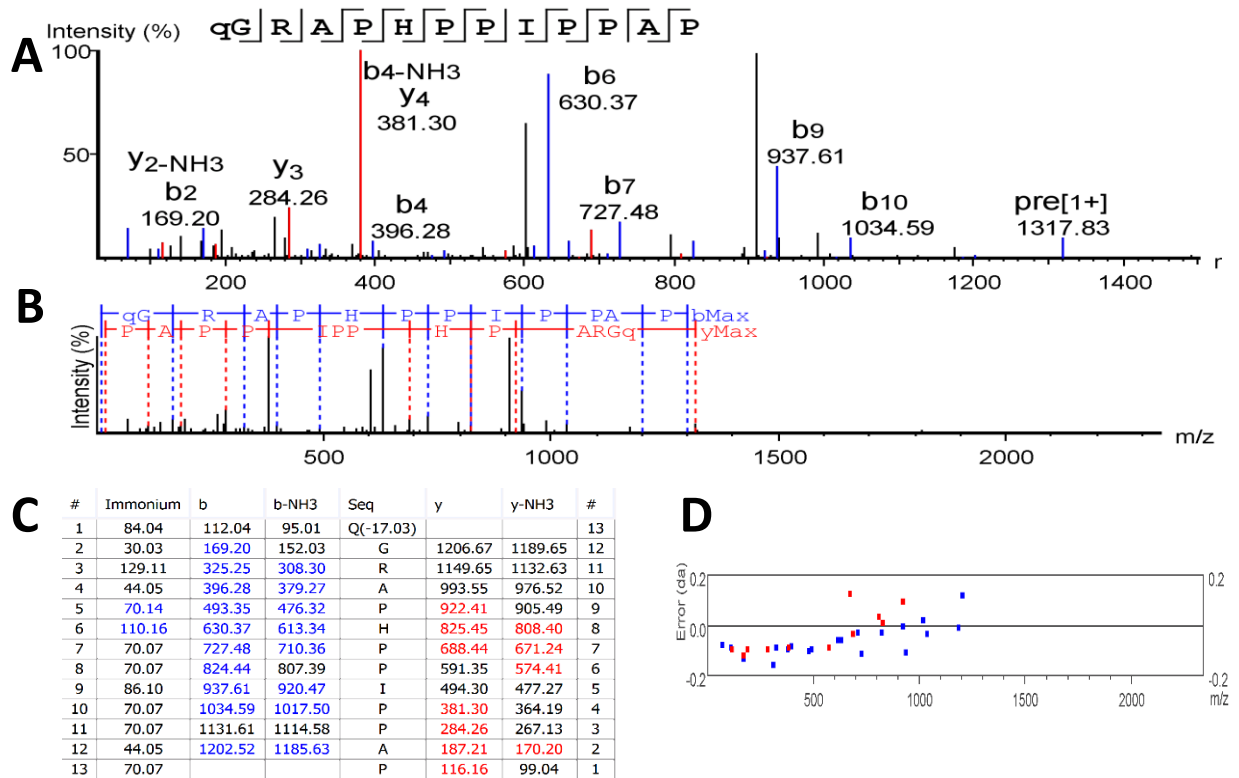 A
Intensity (%)
qGRAPHPPIPPAP
100
50
y2-NH3
b2
169.20
y3
284.26
b4-NH3
y4
381.30
b4
396.28
b6
630.37
b7
727.48
b9
937.61
b10
1034.59
pre[1+]
1317.83
200 400 600 800 1000 1200 1400 r
B
Intensity (%)
qG R A P H P P I P PA P bMax
P A P P IPP H P ARGq yMax
500 1000 1500 2000 m/z
C
# Immonium b b-NH3 Seq y y-NH3 #
1 84.04 112.04 95.01 Q(-17.03) 13
2 30.03 169.20 152.03 G 1206.67 1189.65 12
3 129.11 325.25 308.30 R 1149.65 1132.63 11
4 44.05 396.28 379.27 A 993.55 976.52 10
5 70.14 493.35 476.32 P 922.41 905.49 9
6 110.16 630.37 613.34 H 825.45 808.40 8
7 70.07 727.48 710.36 P 688.44 671.24 7
8 70.07 824.44 807.39 P 591.35 574.41 6
9 86.10 937.61 920.47 I 494.30 477.27 5
10 70.07 1034.59 1017.50 P 381.30 364.19 4
11 70.07 1131.61 1114.58 P 284.26 267.13 3
12 44.05 1202.52 1185.63 A 187.21 170.20 2
13 70.07 P 116.16 99.04 1
D
Error (da)
0.2 0.2
0.0
-0.2 -0.2
500 1000 1500 2000 m/z